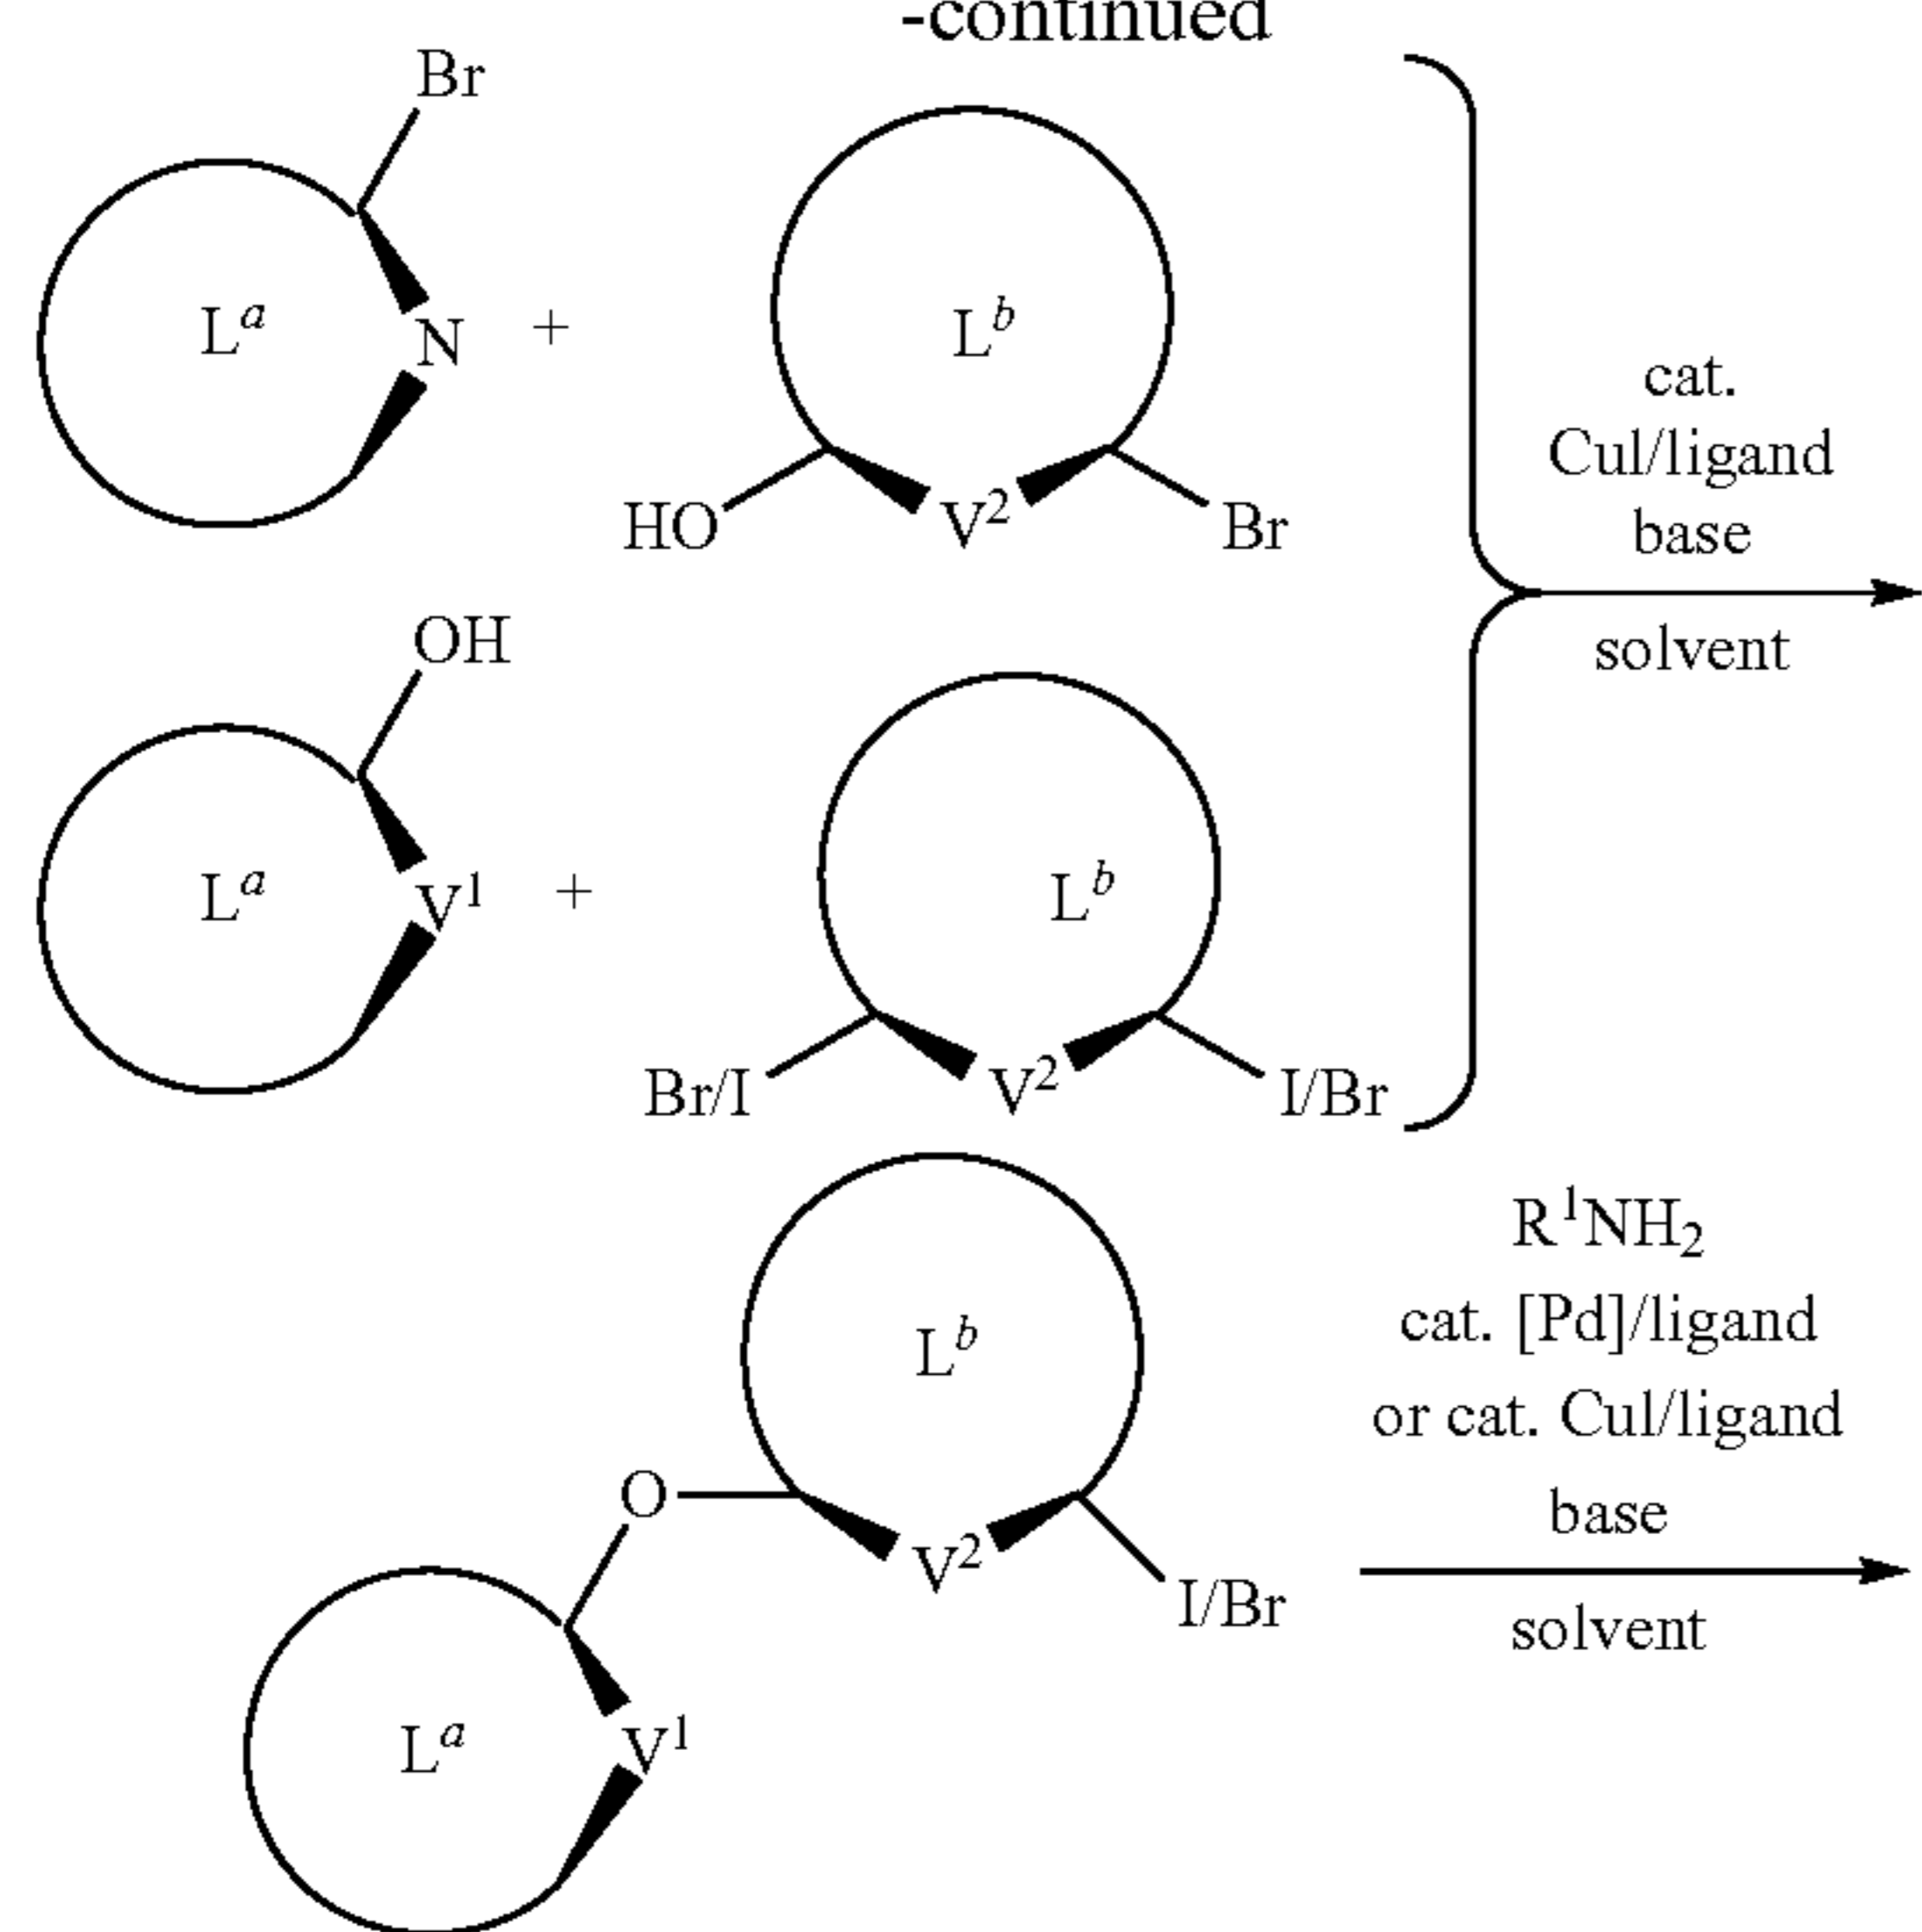 -continued
Br
L^a
N
+
L^b
HO
V^2
Br
cat.
CuI/ligand
base
solvent
OH
L^a
V^1
+
L^b
Br/I
V^2
I/Br
L^b
O
V^2
I/Br
L^a
V^1
R^1NH_2
cat. [Pd]/ligand
or cat. CuI/ligand
base
solvent